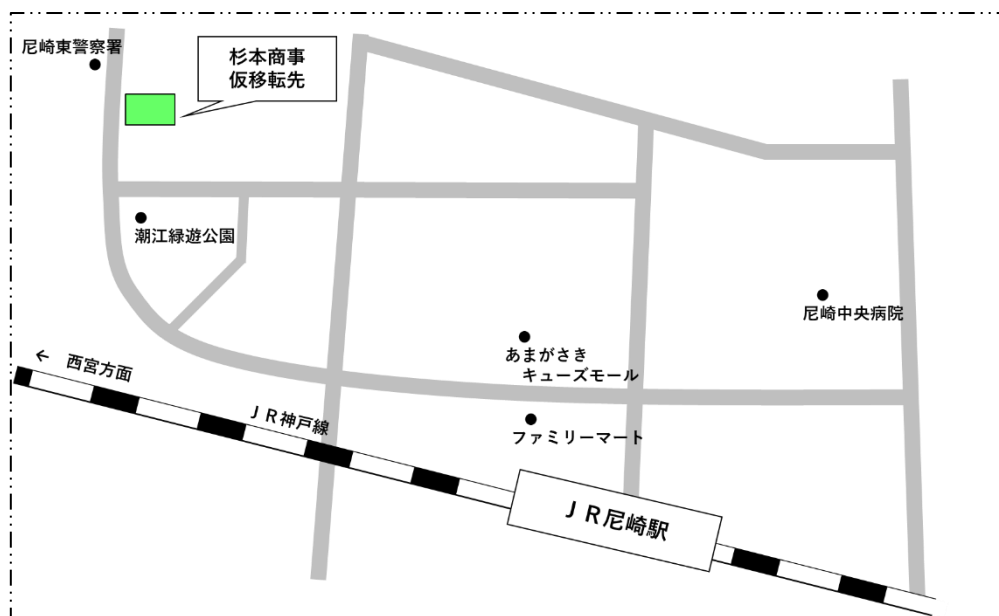 尼崎東警察署
杉本商事
仮移転先
潮江緑遊公園
尼崎中央病院
あまがさき
キューズモール
← 西宮方面
ＪＲ神戸線
ファミリーマート
ＪＲ尼崎駅